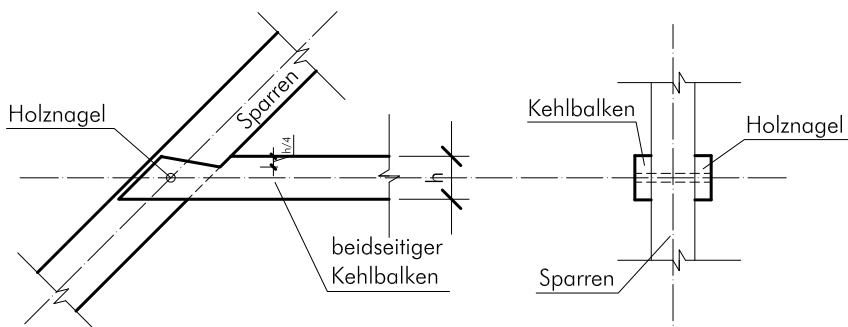 Holznagel
Sparren
h/4
h
beidseitiger
Kehlbalken
Kehlbalken
Holznagel
Sparren